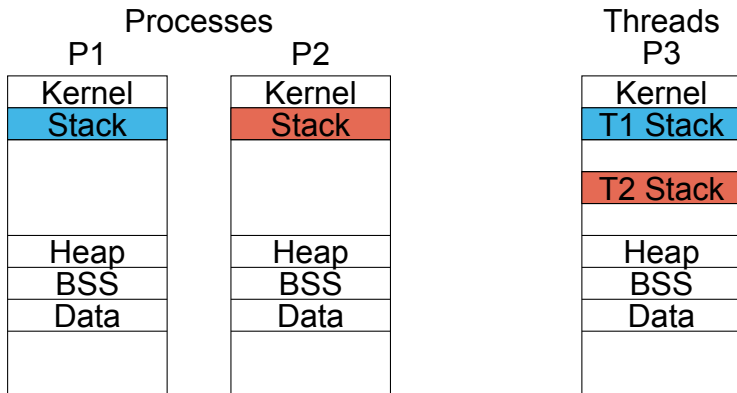 Processes
Threads
P1
P2
P3
Kernel
Kernel
Kernel
Stack
Stack
T1 Stack
T2 Stack
Heap
Heap
Heap
BSS
BSS
BSS
Data
Data
Data